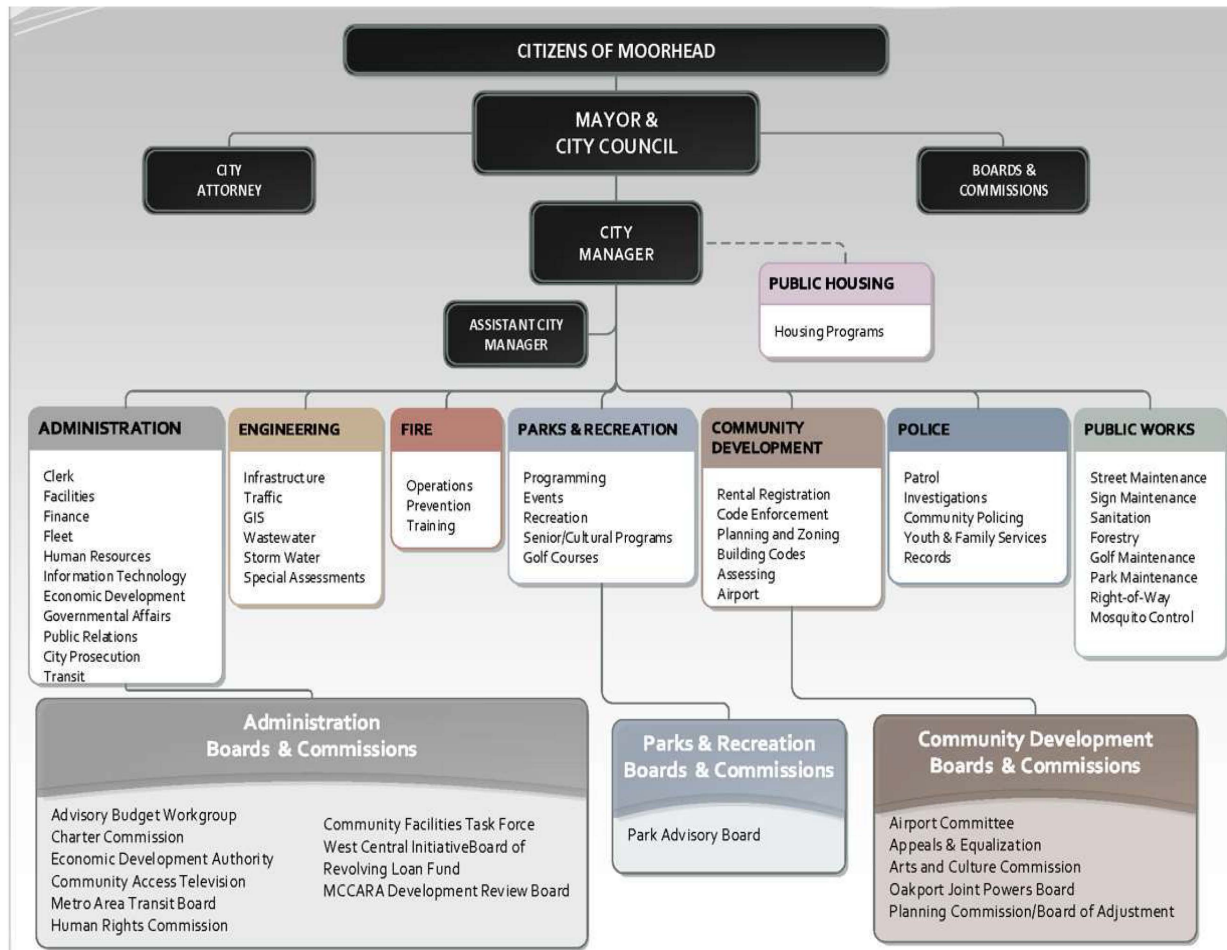 CITIZENS OF MOORHEAD
MAYOR &
CITY COUNCIL
CITY
ATTORNEY
BOARDS &
COMMISSIONS
CITY
MANAGER
PUBLIC HOUSING
Housing Programs
ASSISTANT CITY
MANAGER
ADMINISTRATION
Clerk
Facilities
Finance
Fleet
Human Resources
Information Technology
Economic Development
Governmental Affairs
Public Relations
City Prosecution
Transit
ENGINEERING
Infrastructure
Traffic
GIS
Wastewater
Storm Water
Special Assessments
FIRE
Operations
Prevention
Training
PARKS & RECREATION
Programming
Events
Recreation
Senior/Cultural Programs
Golf Courses
COMMUNITY
DEVELOPMENT
Rental Registration
Code Enforcement
Planning and Zoning
Building Codes
Assessing
Airport
POLICE
Patrol
Investigations
Community Policing
Youth & Family Services
Records
PUBLIC WORKS
Street Maintenance
Sign Maintenance
Sanitation
Forestry
Golf Maintenance
Park Maintenance
Right-of-Way
Mosquito Control
Administration
Boards & Commissions
Advisory Budget Workgroup
Charter Commission
Economic Development Authority
Community Access Television
Metro Area Transit Board
Human Rights Commission
Community Facilities Task Force
West Central InitiativeBoard of
Revolving Loan Fund
MCCARA Development Review Board
Parks & Recreation
Boards & Commissions
Park Advisory Board
Community Development
Boards & Commissions
Airport Committee
Appeals & Equalization
Arts and Culture Commission
Oakport Joint Powers Board
Planning Commission/Board of Adjustment